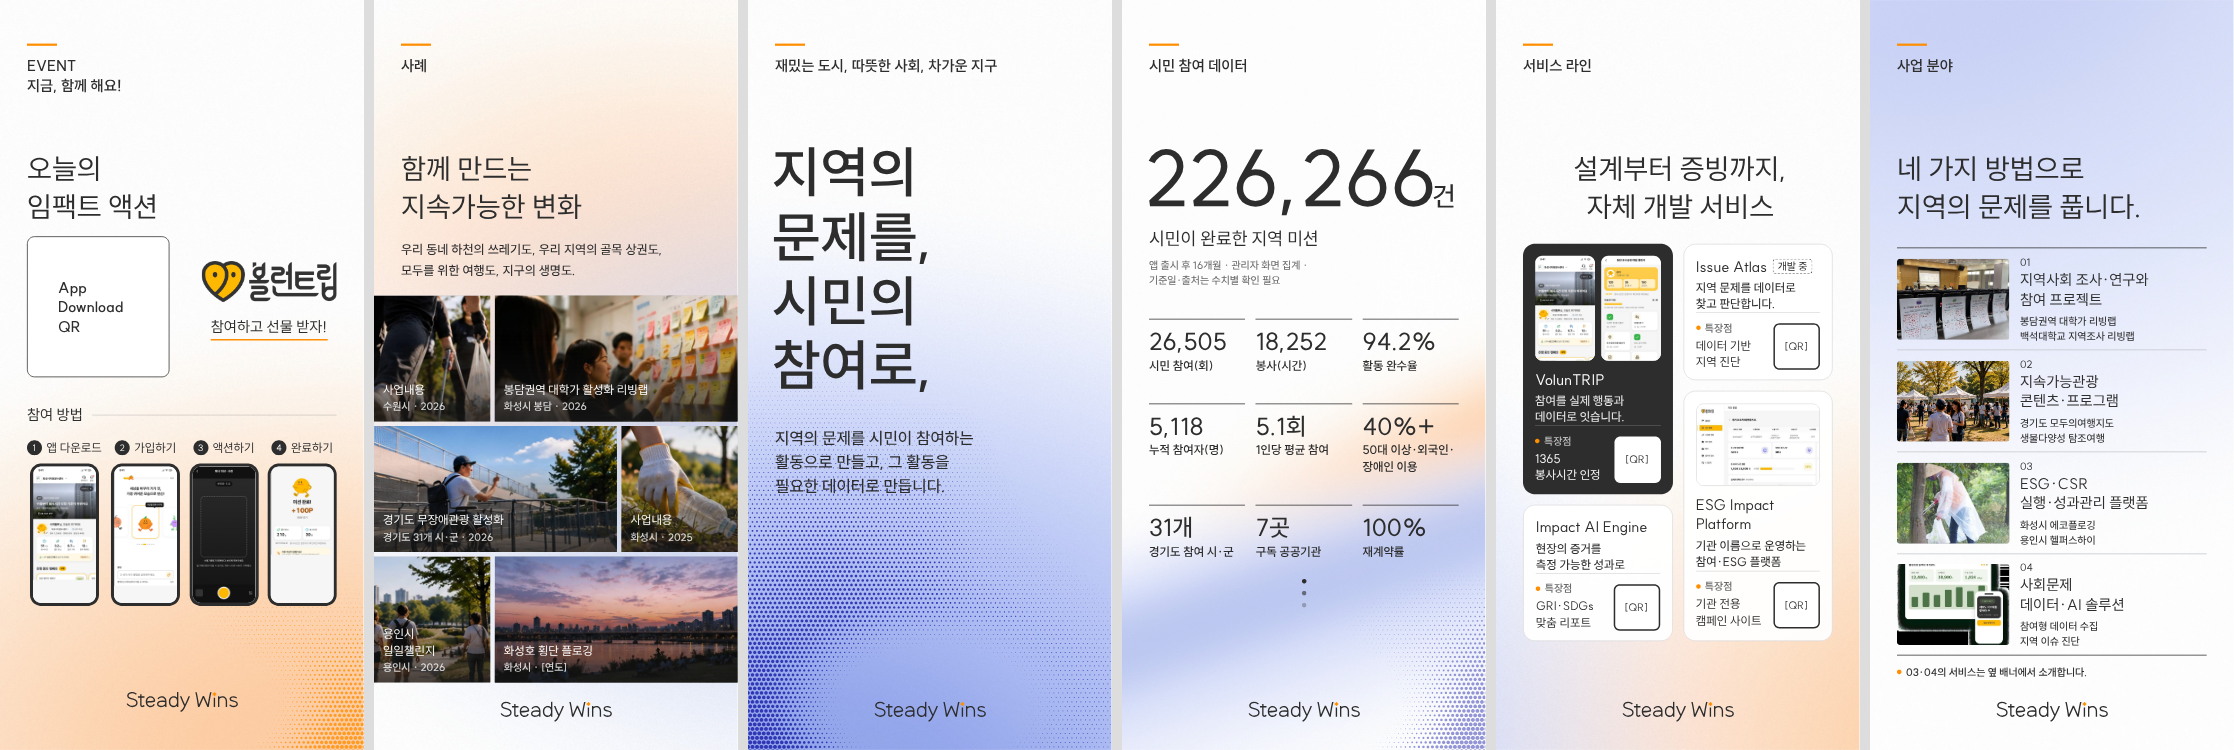 EVENT
지금, 함께 해요!
오늘의
임팩트 액션
App
Download
QR
볼런트립
참여하고 선물 받자!
참여 방법
1 앱 다운로드
2 가입하기
3 액션하기
4 완료하기
+100P
Steady Wins
사례
함께 만드는
지속가능한 변화
우리 동네 하천의 쓰레기도, 우리 지역의 골목 상권도,
모두를 위한 여행도, 지구의 생명도.
사업내용
수원시 · 2026
봉담권역 대학가 활성화 리빙랩
화성시 봉담 · 2026
경기도 무장애관광 활성화
경기도 31개 시·군 · 2026
사업내용
화성시 · 2025
용인시
일일챌린지
용인시 · 2026
화성호 횡단 플로깅
화성시 · [연도]
Steady Wins
재밌는 도시, 따뜻한 사회, 차가운 지구
지역의
문제를,
시민의
참여로,
지역의 문제를 시민이 참여하는
활동으로 만들고, 그 활동을
필요한 데이터로 만듭니다.
Steady Wins
시민 참여 데이터
226,266건
시민이 완료한 지역 미션
앱 출시 후 16개월 · 관리자 화면 집계 ·
기준일·출처는 수치별 확인 필요
26,505
시민 참여(회)
18,252
봉사(시간)
94.2%
활동 완수율
5,118
누적 참여자(명)
5.1회
1인당 평균 참여
40%+
50대 이상·외국인·
장애인 이용
31개
경기도 참여 시·군
7곳
구독 공공기관
100%
재계약률
Steady Wins
서비스 라인
설계부터 증빙까지,
자체 개발 서비스
VolunTRIP
참여를 실제 행동과
데이터로 잇습니다.
특장점
1365
봉사시간 인정
[QR]
Issue Atlas 개발 중
지역 문제를 데이터로
찾고 판단합니다.
특장점
데이터 기반
지역 진단
[QR]
Impact AI Engine
현장의 증거를
측정 가능한 성과로
특장점
GRI·SDGs
맞춤 리포트
[QR]
ESG Impact
Platform
기관 이름으로 운영하는
참여·ESG 플랫폼
특장점
기관 전용
캠페인 사이트
[QR]
Steady Wins
사업 분야
네 가지 방법으로
지역의 문제를 풉니다.
01
지역사회 조사·연구와
참여 프로젝트
봉담권역 대학가 리빙랩
백석대학교 지역조사 리빙랩
02
지속가능관광
콘텐츠·프로그램
경기도 모두의여행지도
생물다양성 탐조여행
03
ESG·CSR
실행·성과관리 플랫폼
화성시 에코플로깅
용인시 헬퍼스하이
04
사회문제
데이터·AI 솔루션
참여형 데이터 수집
지역 이슈 진단
03·04의 서비스는 옆 배너에서 소개합니다.
Steady Wins